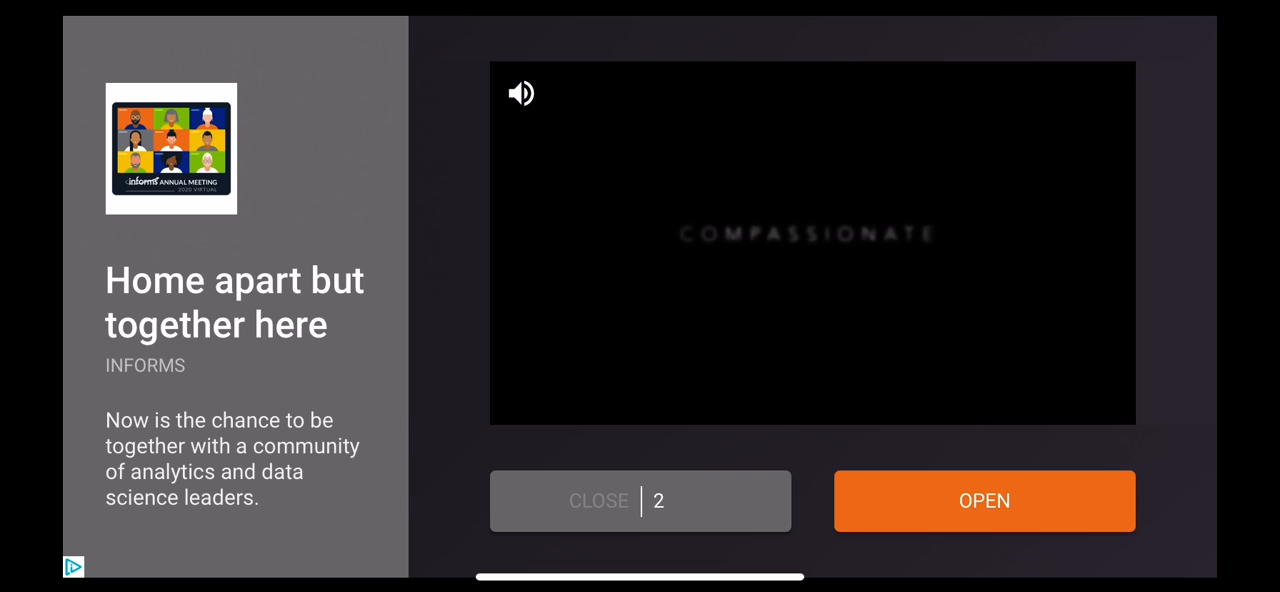 informs ANNUAL MEETING
2020 VIRTUAL
Home apart but
together here
INFORMS
Now is the chance to be
together with a community
of analytics and data
science leaders.
COMPASSIONATE
CLOSE | 2
OPEN